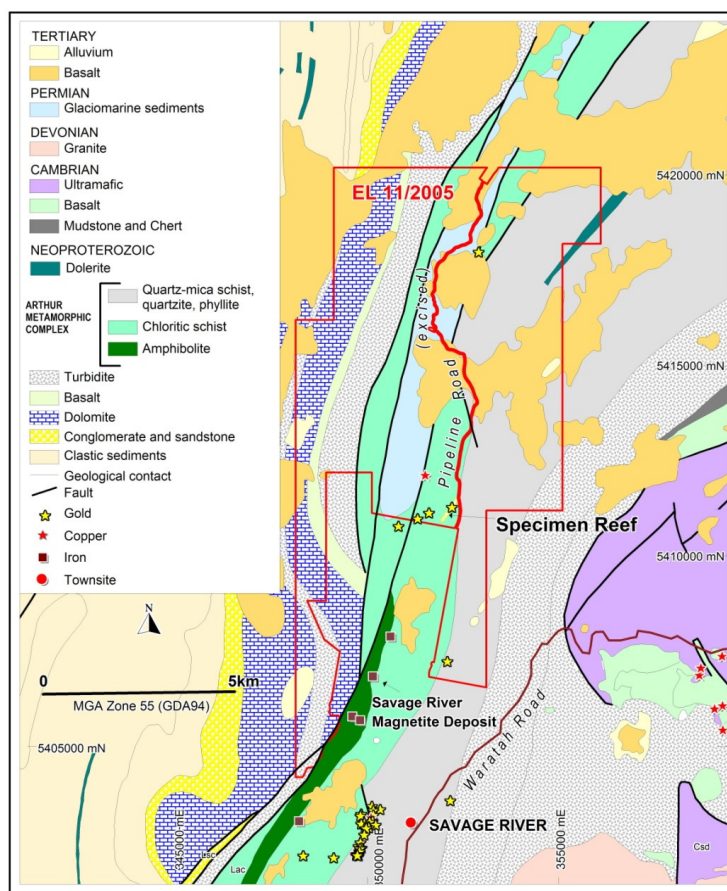 TERTIARY
Alluvium
Basalt
PERMIAN
Glaciomarine sediments
DEVONIAN
Granite
CAMBRIAN
Ultramafic
Basalt
Mudstone and Chert
NEOPROTEROZOIC
Dolerite
ARTHUR
METAMORPHIC
COMPLEX
Quartz-mica schist,
quartzite, phyllite
Chloritic schist
Amphibolite
Turbidite
Basalt
Dolomite
Conglomerate and sandstone
Clastic sediments
Geological contact
Fault
Gold
Copper
Iron
Townsite
N
0 5km
MGA Zone 55 (GDA94)
5420000 mN
EL 11/2005
(excised)
5415000 mN
Pipeline Road
Specimen Reef
5410000 mN
Savage River
Magnetite Deposit
Waratah Road
5405000 mN
SAVAGE RIVER
345000 mE
350000 mE
355000 mE
Lsc
Lac
Csd